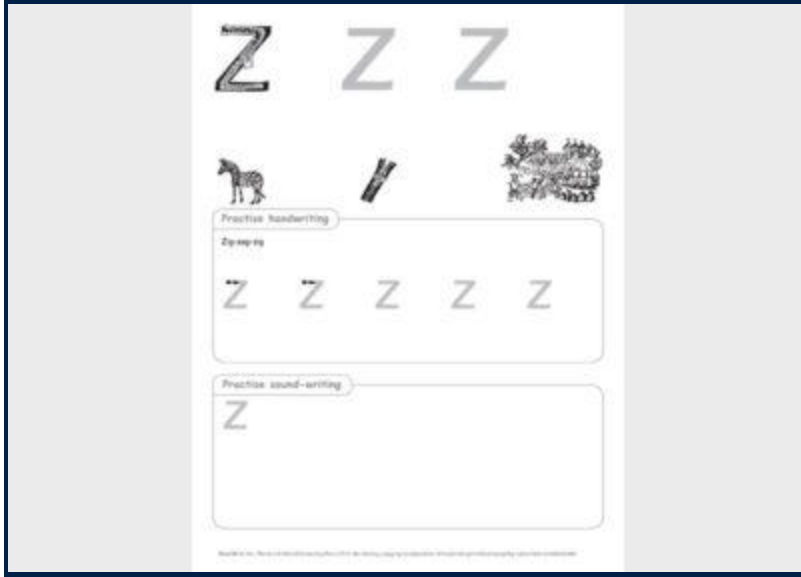 Z Z Z
Practise handwriting
Zig-zag-zig
z z z z z
Practise sound-writing
z